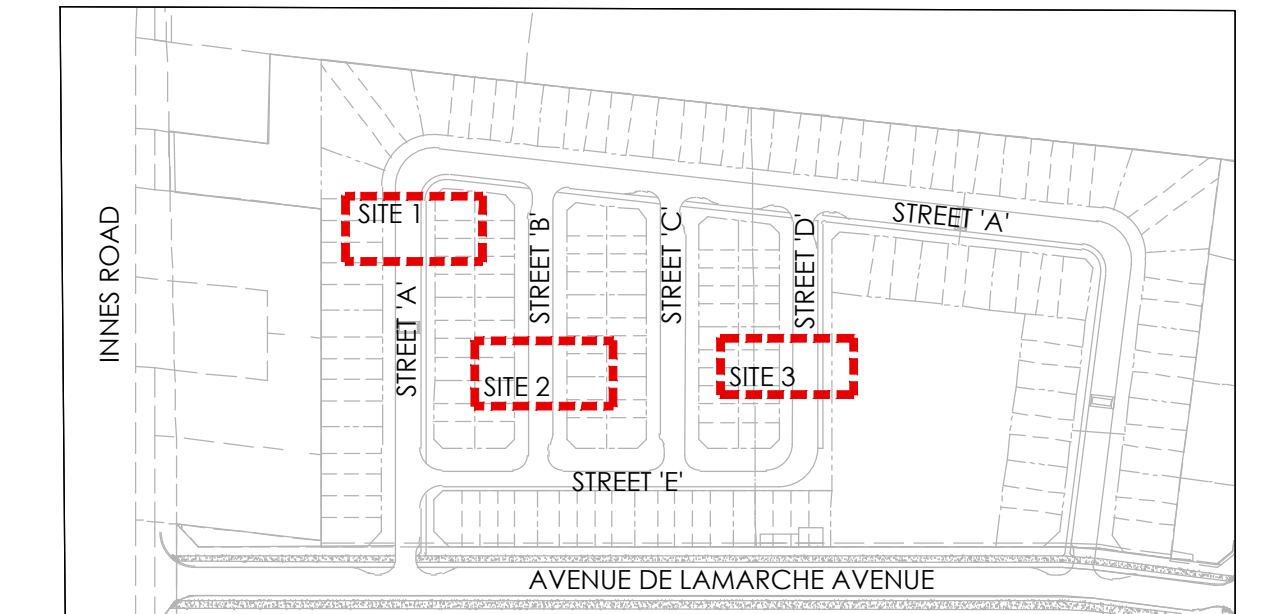 INNES ROAD
SITE 1
STREET 'A'
SITE 2
STREET 'B'
STREET 'C'
SITE 3
STREET 'D'
STREET 'A'
STREET 'E'
AVENUE DE LAMARCHE AVENUE